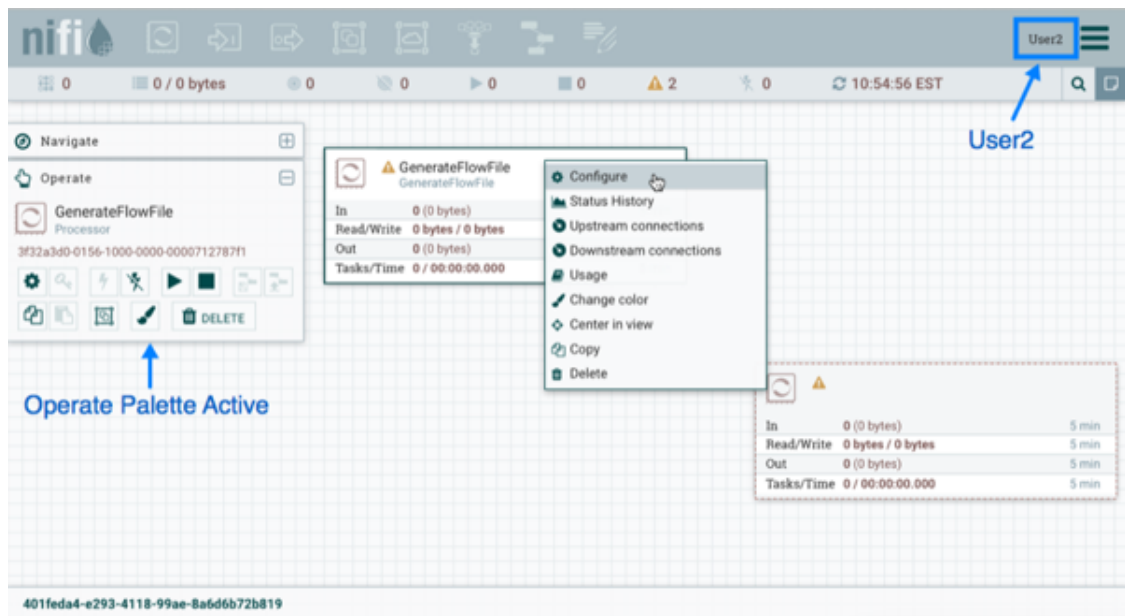 nifi
User2
0
0 / 0 bytes
0
0
0
0
2
0
10:54:56 EST
User2
Navigate
Operate
GenerateFlowFile
Processor
3f32a3d0-0156-1000-0000-0000712787f1
DELETE
Operate Palette Active
GenerateFlowFile
GenerateFlowFile
In 0 (0 bytes)
Read/Write 0 bytes / 0 bytes
Out 0 (0 bytes)
Tasks/Time 0 / 00:00:00.000
Configure
Status History
Upstream connections
Downstream connections
Usage
Change color
Center in view
Copy
Delete
In 0 (0 bytes) 5 min
Read/Write 0 bytes / 0 bytes 5 min
Out 0 (0 bytes) 5 min
Tasks/Time 0 / 00:00:00.000 5 min
401feda4-e293-4118-99ae-8a6d6b72b819